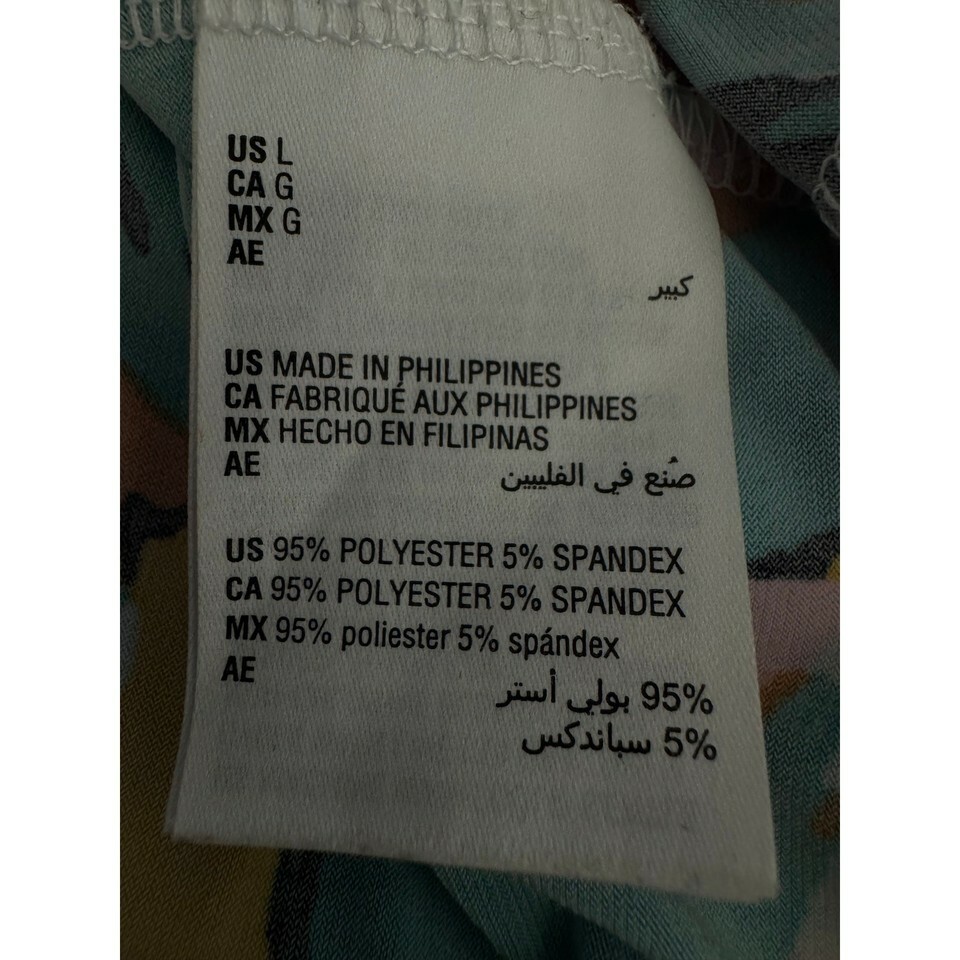 US L
CA G
MX G
AE
كبير
US MADE IN PHILIPPINES
CA FABRIQUÉ AUX PHILIPPINES
MX HECHO EN FILIPINAS
AE
صُنع في الفليبين
US 95% POLYESTER 5% SPANDEX
CA 95% POLYESTER 5% SPANDEX
MX 95% poliester 5% spándex
AE
95% بولي أستر
5% سباندكس